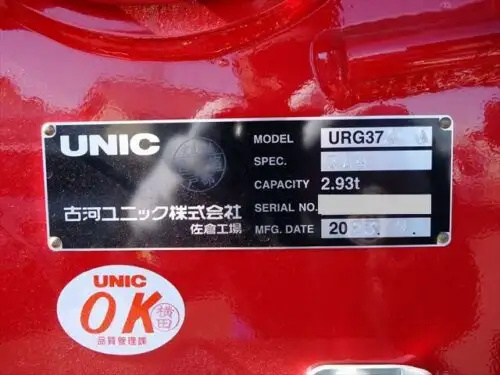 UNIC
MODEL URG37
SPEC.
CAPACITY 2.93t
SERIAL NO.
MFG. DATE 20
古河ユニック株式会社
佐倉工場
UNIC
OK
横田
品質管理課